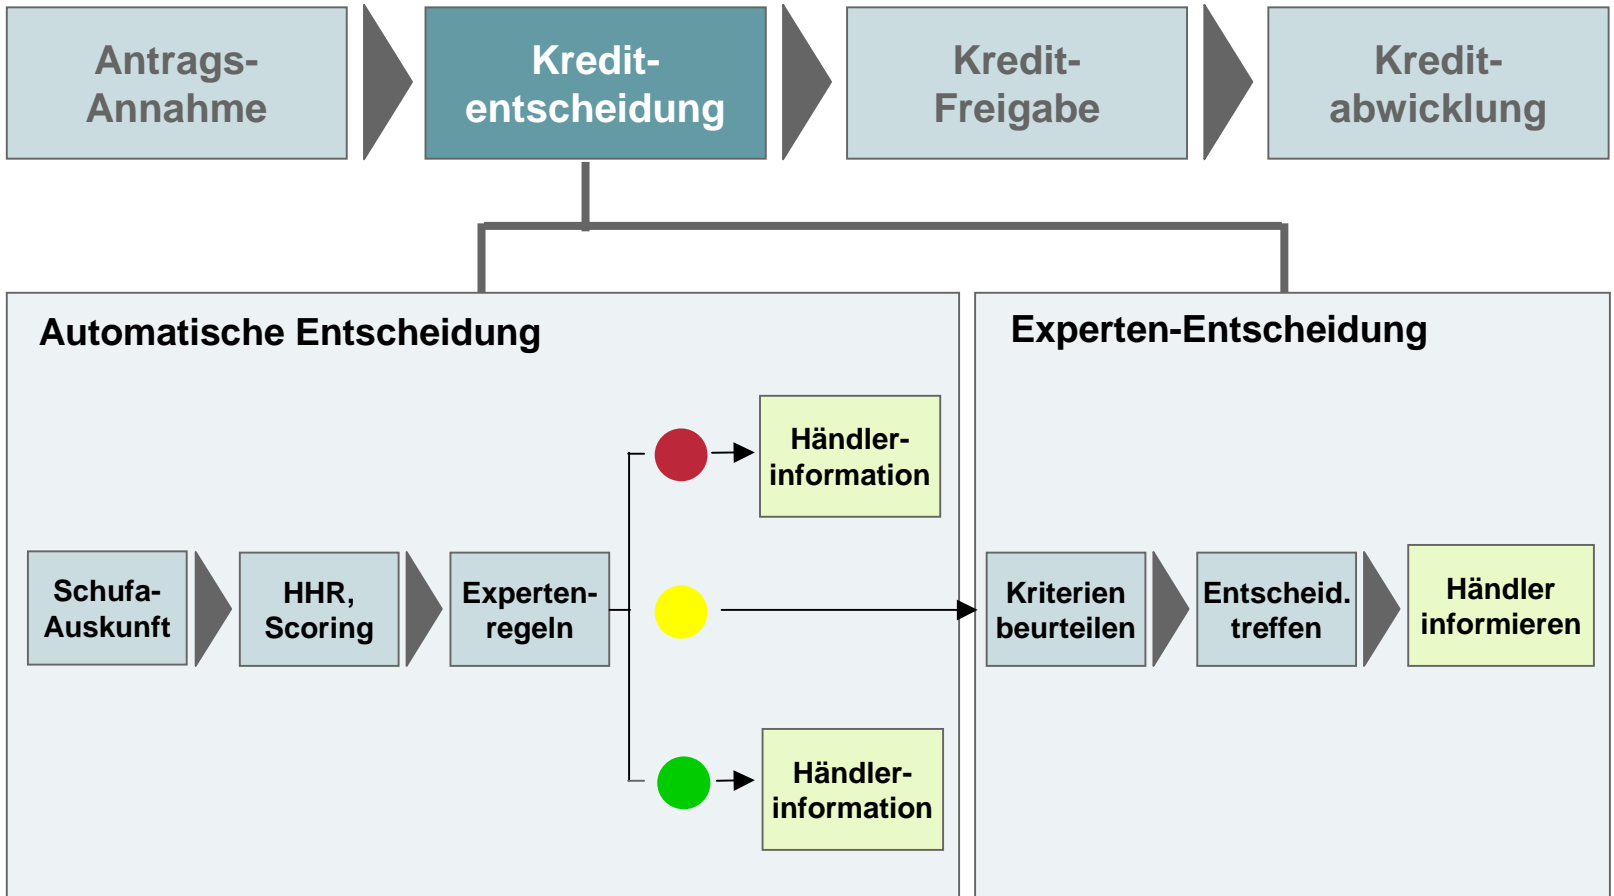 Antrags-
Annahme
Kredit-
entscheidung
Kredit-
Freigabe
Kredit-
abwicklung
Automatische Entscheidung
Schufa-
Auskunft
HHR,
Scoring
Experten-
regeln
Händler-
information
Händler-
information
Experten-Entscheidung
Kriterien
beurteilen
Entscheid.
treffen
Händler
informieren